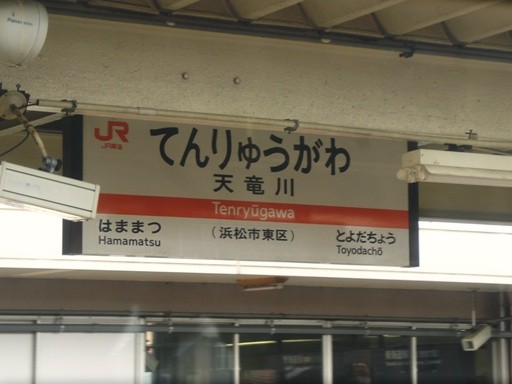 JR
JR東海
てんりゅうがわ
天竜川
Tenryūgawa
はままつ
Hamamatsu
(浜松市東区)
とよだちょう
Toyodachō